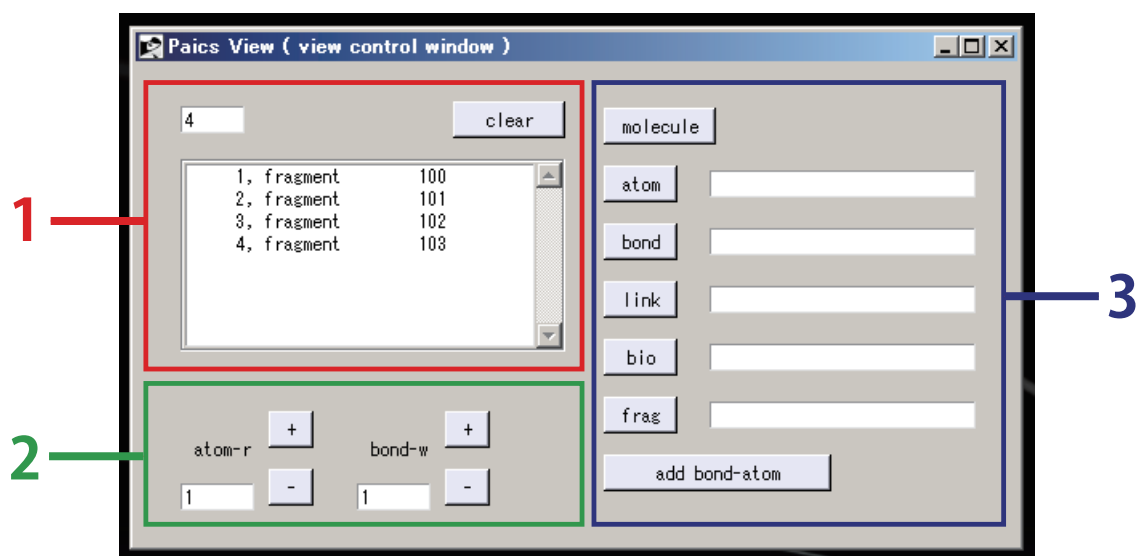 Paics View ( view control window )
1
4
clear
1, fragment 100
2, fragment 101
3, fragment 102
4, fragment 103
2
atom-r
+
-
1
bond-w
+
-
1
3
molecule
atom
bond
link
bio
frag
add bond-atom